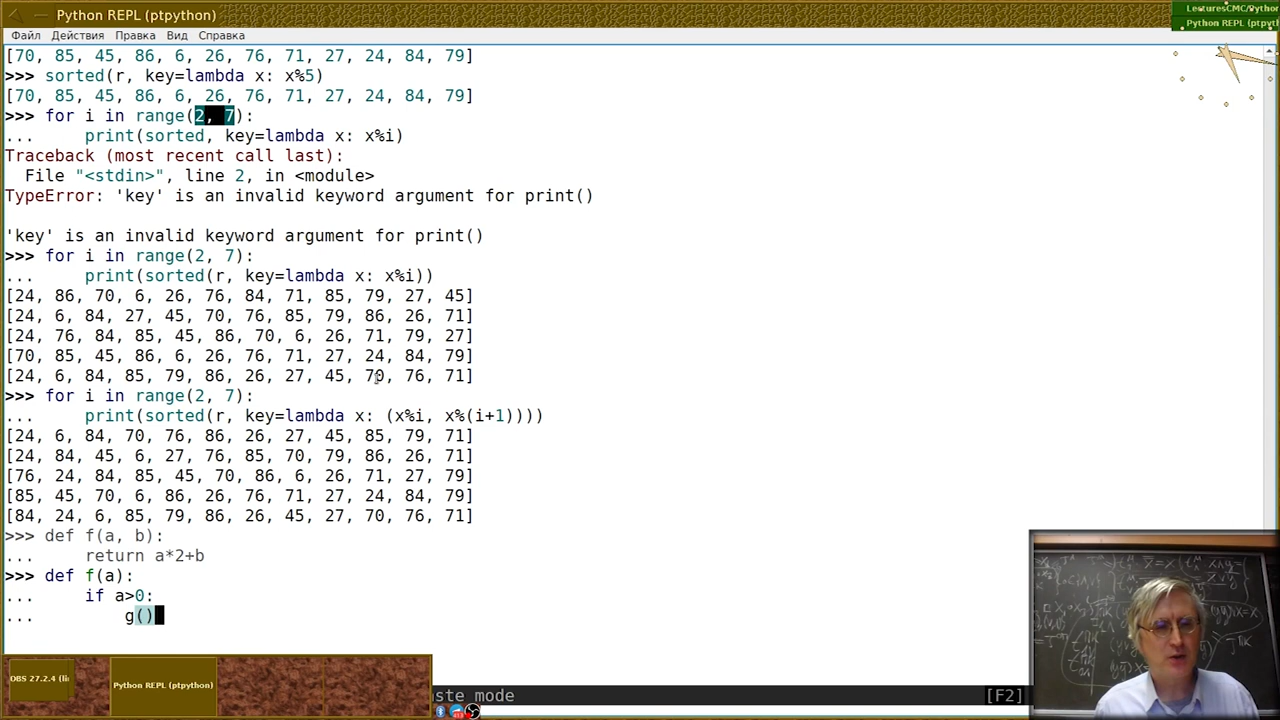 Python REPL (ptpython)
LecturesCMC/Python
Python REPL (ptpyth
Файл Действия Правка Вид Справка
[70, 85, 45, 86, 6, 26, 76, 71, 27, 24, 84, 79]
>>> sorted(r, key=lambda x: x%5)
[70, 85, 45, 86, 6, 26, 76, 71, 27, 24, 84, 79]
>>> for i in range(2, 7):
...     print(sorted, key=lambda x: x%i)
Traceback (most recent call last):
  File "<stdin>", line 2, in <module>
TypeError: 'key' is an invalid keyword argument for print()
'key' is an invalid keyword argument for print()
>>> for i in range(2, 7):
...     print(sorted(r, key=lambda x: x%i))
[24, 86, 70, 6, 26, 76, 84, 71, 85, 79, 27, 45]
[24, 6, 84, 27, 45, 70, 76, 85, 79, 86, 26, 71]
[24, 76, 84, 85, 45, 86, 70, 6, 26, 71, 79, 27]
[70, 85, 45, 86, 6, 26, 76, 71, 27, 24, 84, 79]
[24, 6, 84, 85, 79, 86, 26, 27, 45, 70, 76, 71]
>>> for i in range(2, 7):
...     print(sorted(r, key=lambda x: (x%i, x%(i+1))))
[24, 6, 84, 70, 76, 86, 26, 27, 45, 85, 79, 71]
[24, 84, 45, 6, 27, 76, 85, 70, 79, 86, 26, 71]
[76, 24, 84, 85, 45, 70, 86, 6, 26, 71, 27, 79]
[85, 45, 70, 6, 86, 26, 76, 71, 27, 24, 84, 79]
[84, 24, 6, 85, 79, 86, 26, 45, 27, 70, 76, 71]
>>> def f(a, b):
...     return a*2+b
>>> def f(a):
...     if a>0:
...         g()
OBS 27.2.4 (li
Python REPL (ptpython)
ste mode
[F2]